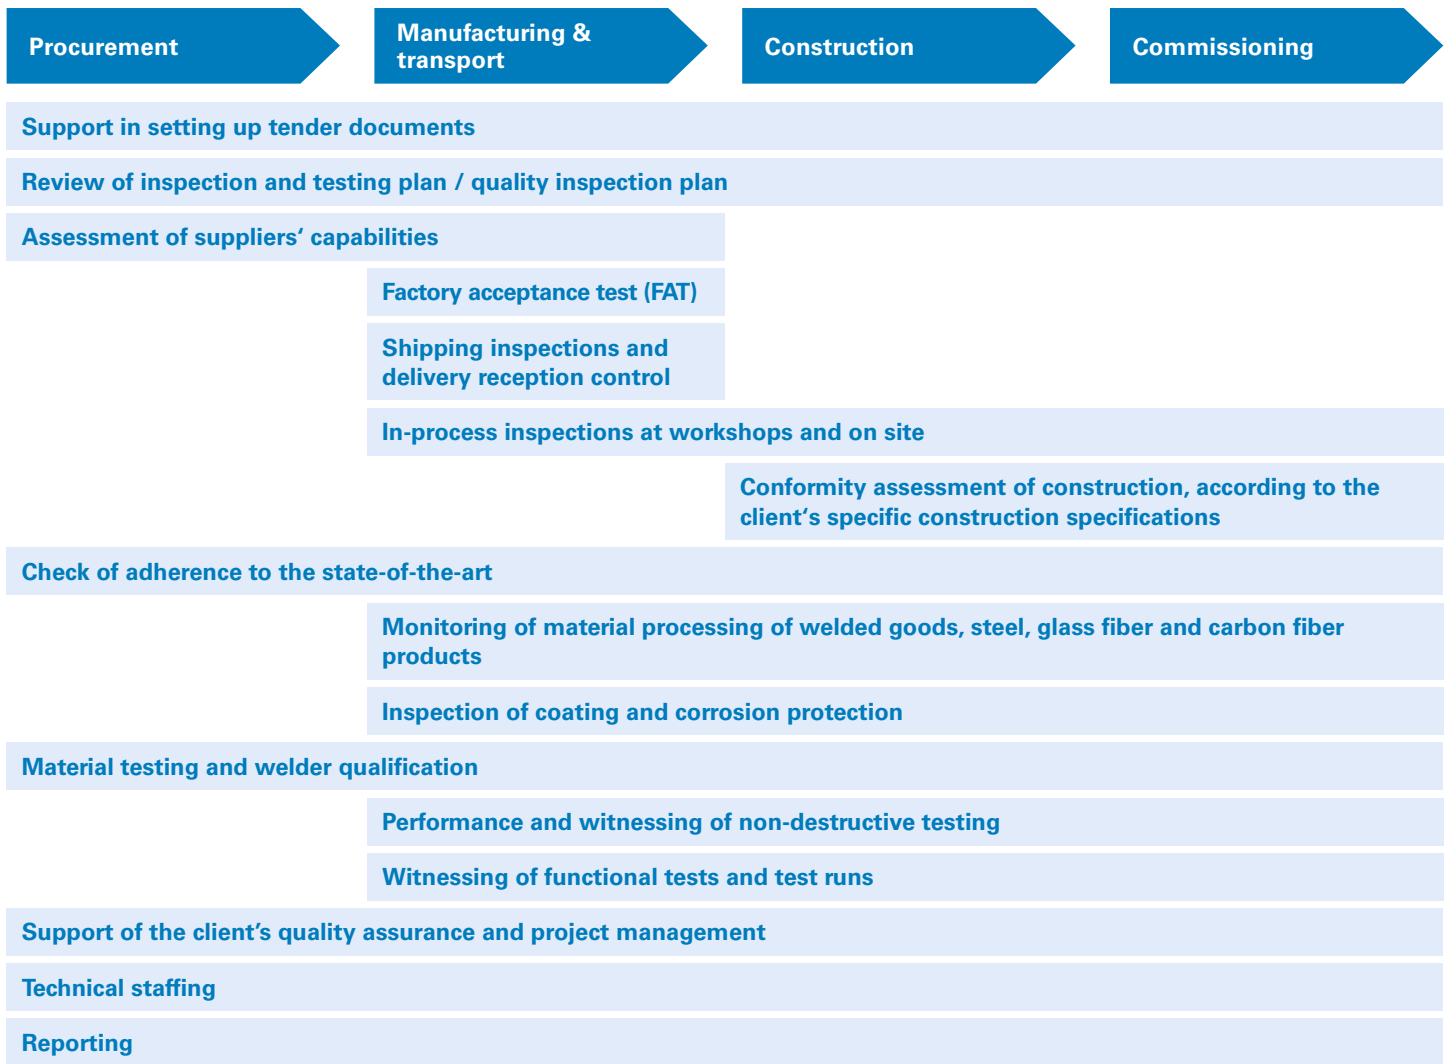 Procurement
Manufacturing &
transport
Construction
Commissioning
Support in setting up tender documents
Review of inspection and testing plan / quality inspection plan
Assessment of suppliers‘ capabilities
Factory acceptance test (FAT)
Shipping inspections and
delivery reception control
In-process inspections at workshops and on site
Conformity assessment of construction, according to the
client‘s specific construction specifications
Check of adherence to the state-of-the-art
Monitoring of material processing of welded goods, steel, glass fiber and carbon fiber
products
Inspection of coating and corrosion protection
Material testing and welder qualification
Performance and witnessing of non-destructive testing
Witnessing of functional tests and test runs
Support of the client’s quality assurance and project management
Technical staffing
Reporting